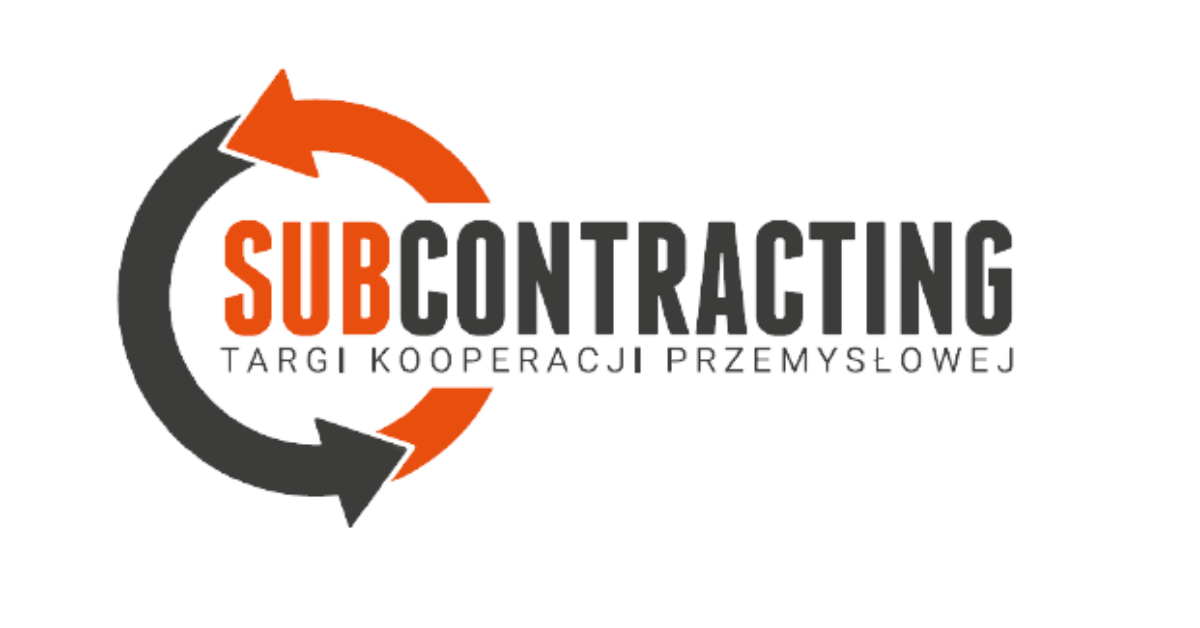 SUBCONTRACTING
TARGI KOOPERACJI PRZEMYSŁOWEJ